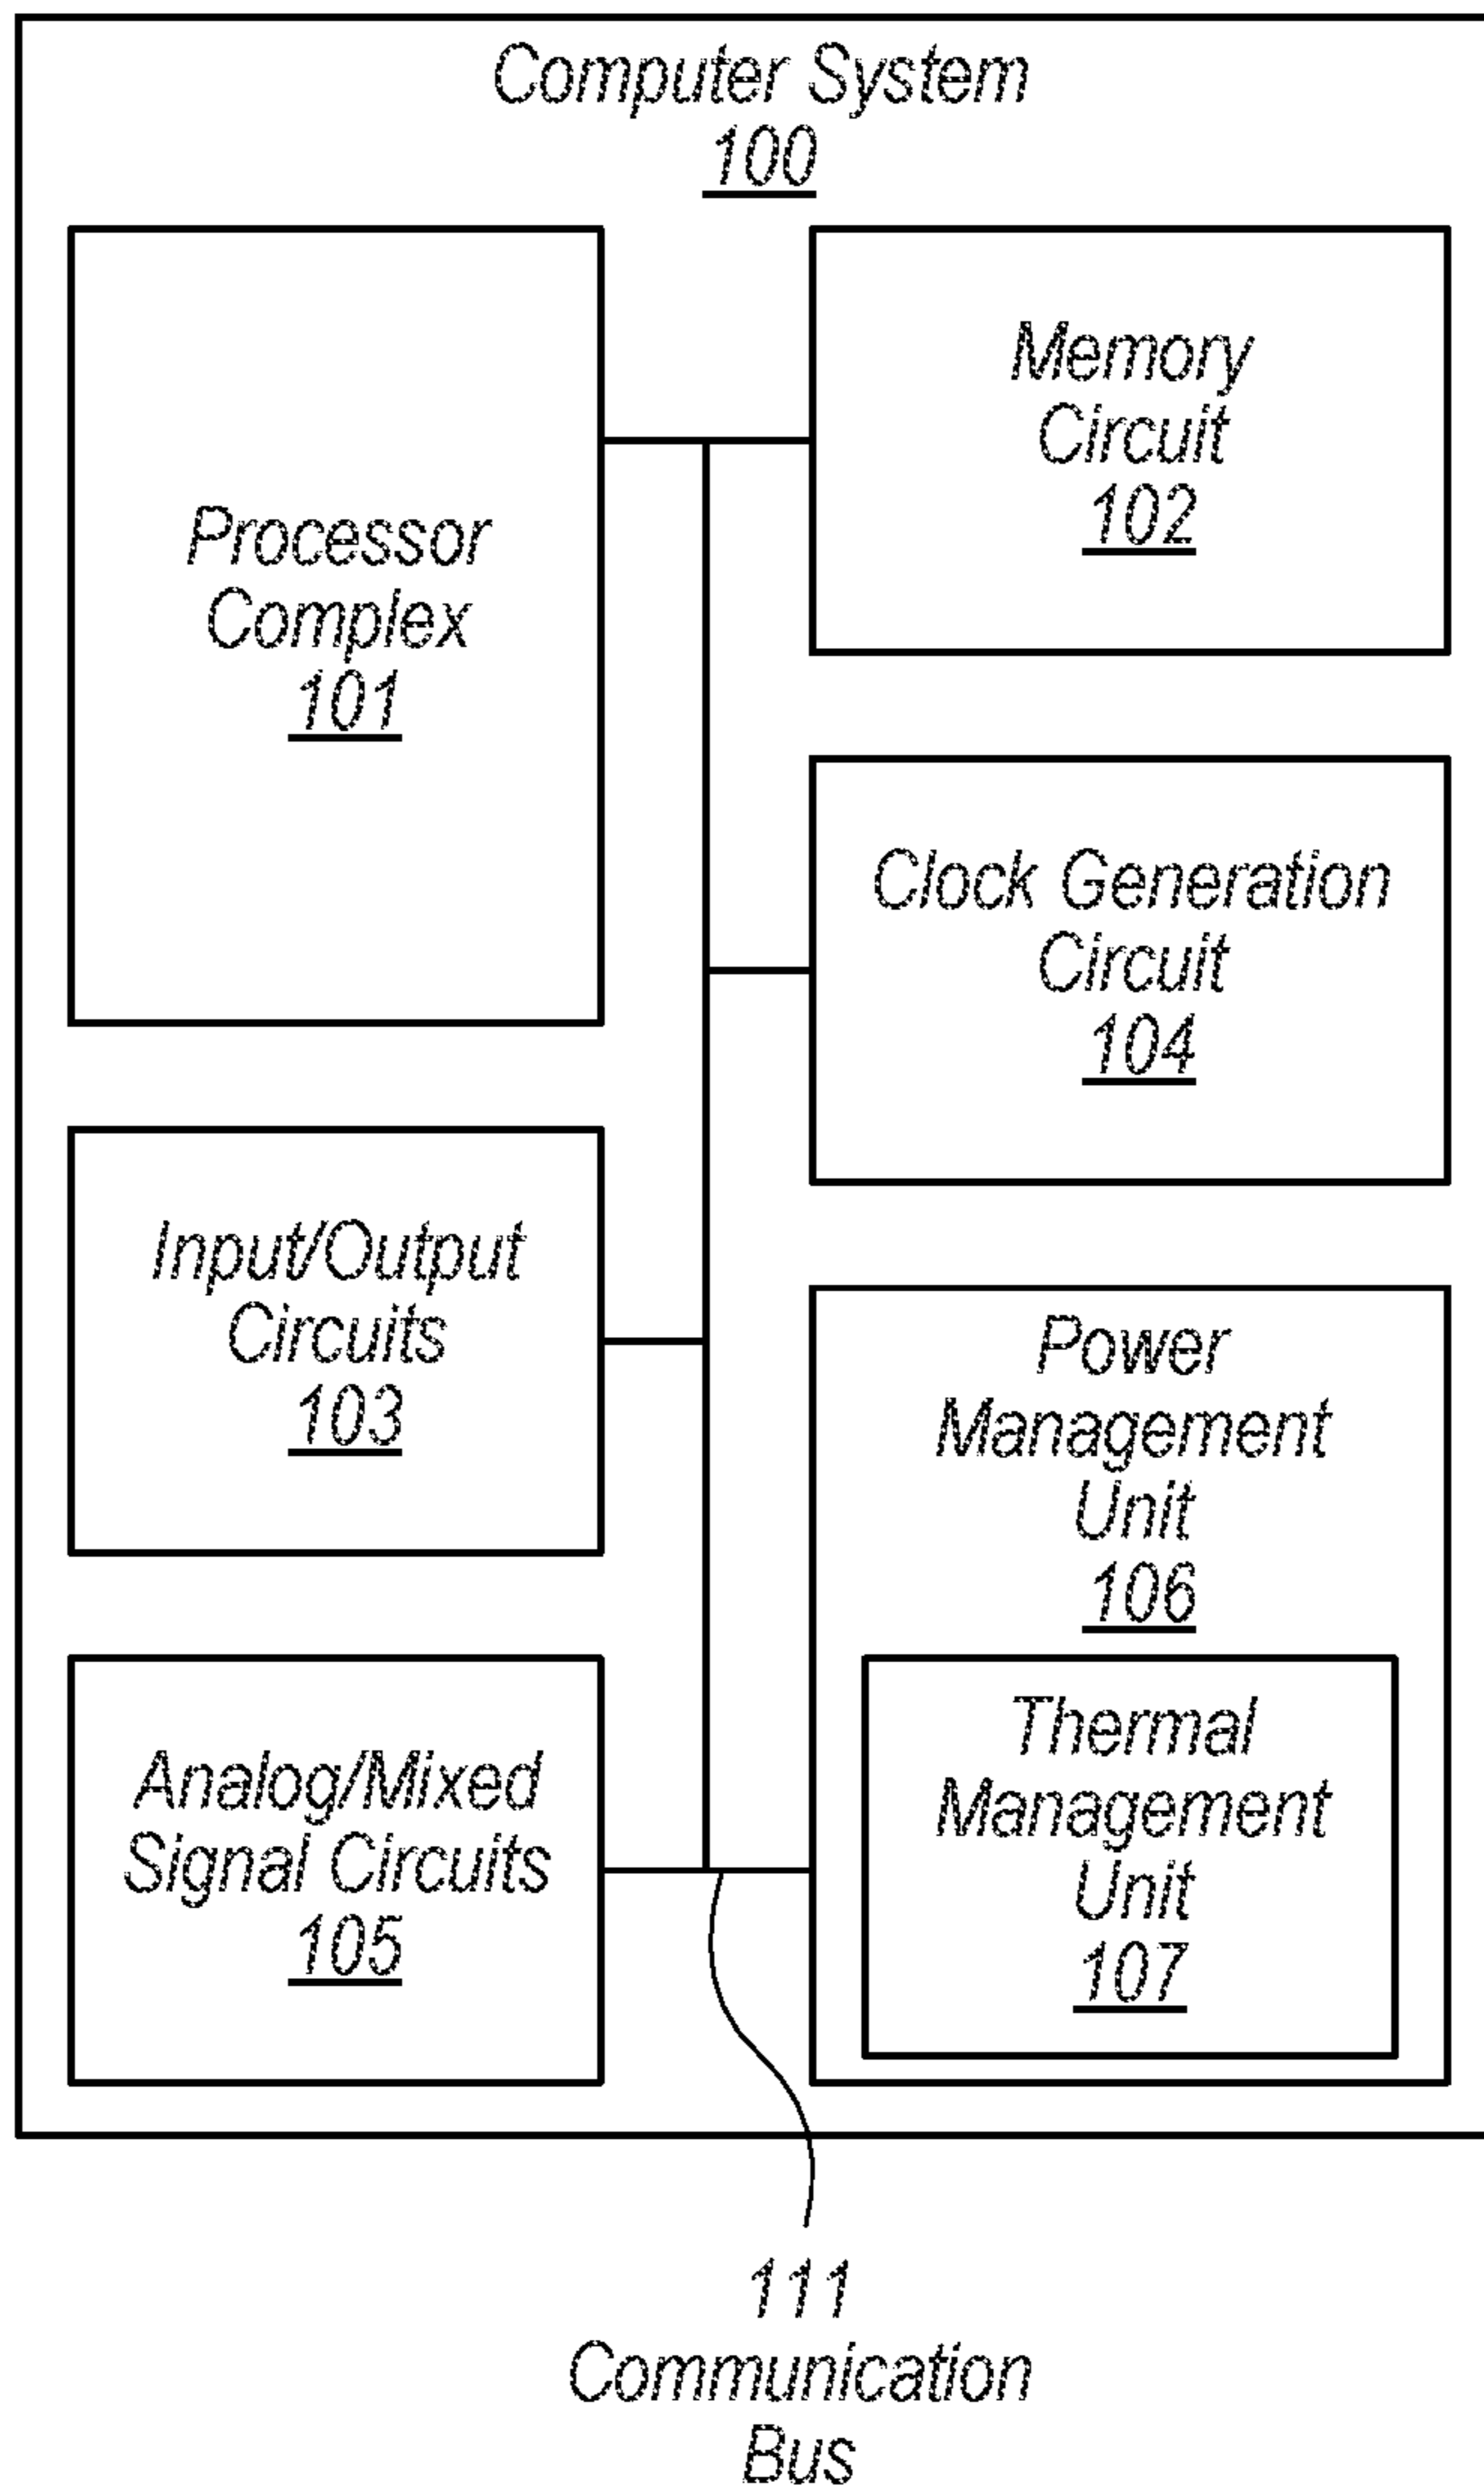 Computer System
100
Processor
Complex
101
Memory
Circuit
102
Clock Generation
Circuit
104
Input/Output
Circuits
103
Power
Management
Unit
106
Thermal
Management
Unit
107
Analog/Mixed
Signal Circuits
105
111
Communication
Bus